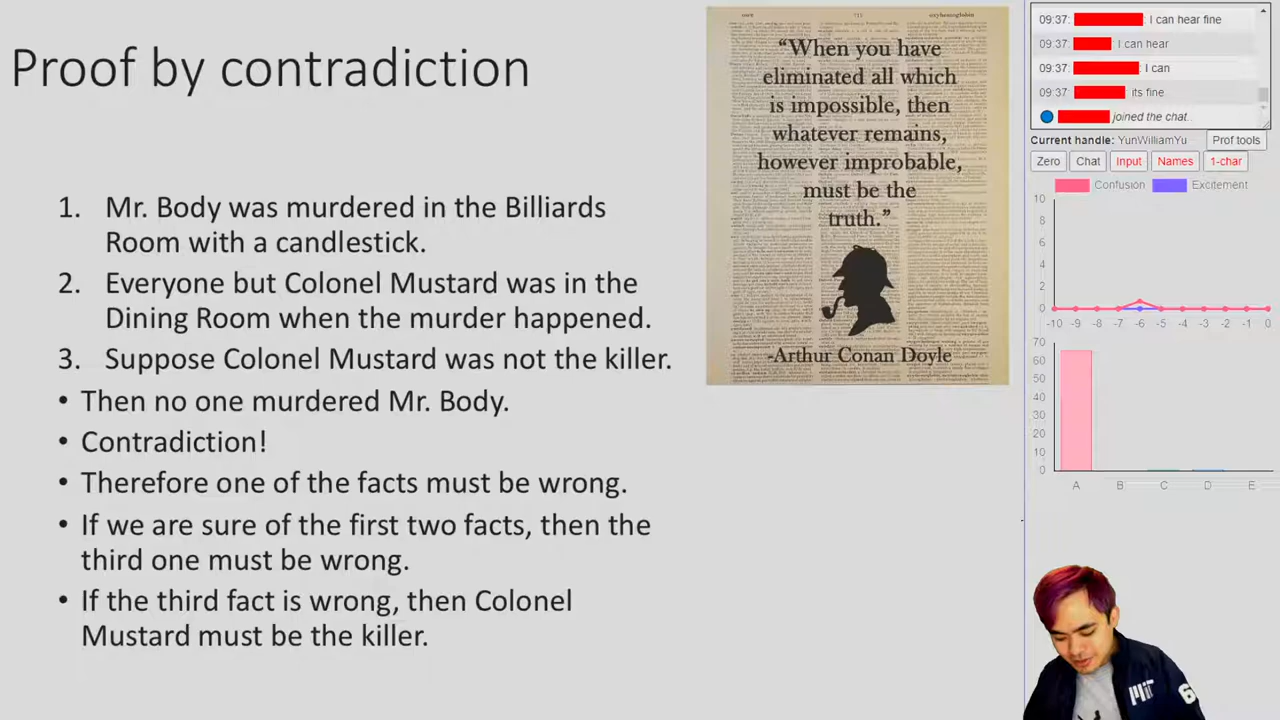 Proof by contradiction
1. Mr. Body was murdered in the Billiards
Room with a candlestick.
2. Everyone but Colonel Mustard was in the
Dining Room when the murder happened.
3. Suppose Colonel Mustard was not the killer.
• Then no one murdered Mr. Body.
• Contradiction!
• Therefore one of the facts must be wrong.
• If we are sure of the first two facts, then the
third one must be wrong.
• If the third fact is wrong, then Colonel
Mustard must be the killer.
“When you have
eliminated all which
is impossible, then
whatever remains,
however improbable,
must be the
truth.”
-Arthur Conan Doyle
09:37: : I can hear fine
09:37: : I can hear
09:37: : I can
09:37: : its fine
joined the chat.
Current handle: YunWilliamYu Prof tools
Zero Chat Input Names 1-char
Confusion Excitement
10
8
6
4
2
0
-10 -9 -8 -7 -6 -5 -4 -3 -2 -1 0
70
60
50
40
30
20
10
0
A B C D E
MIT
6